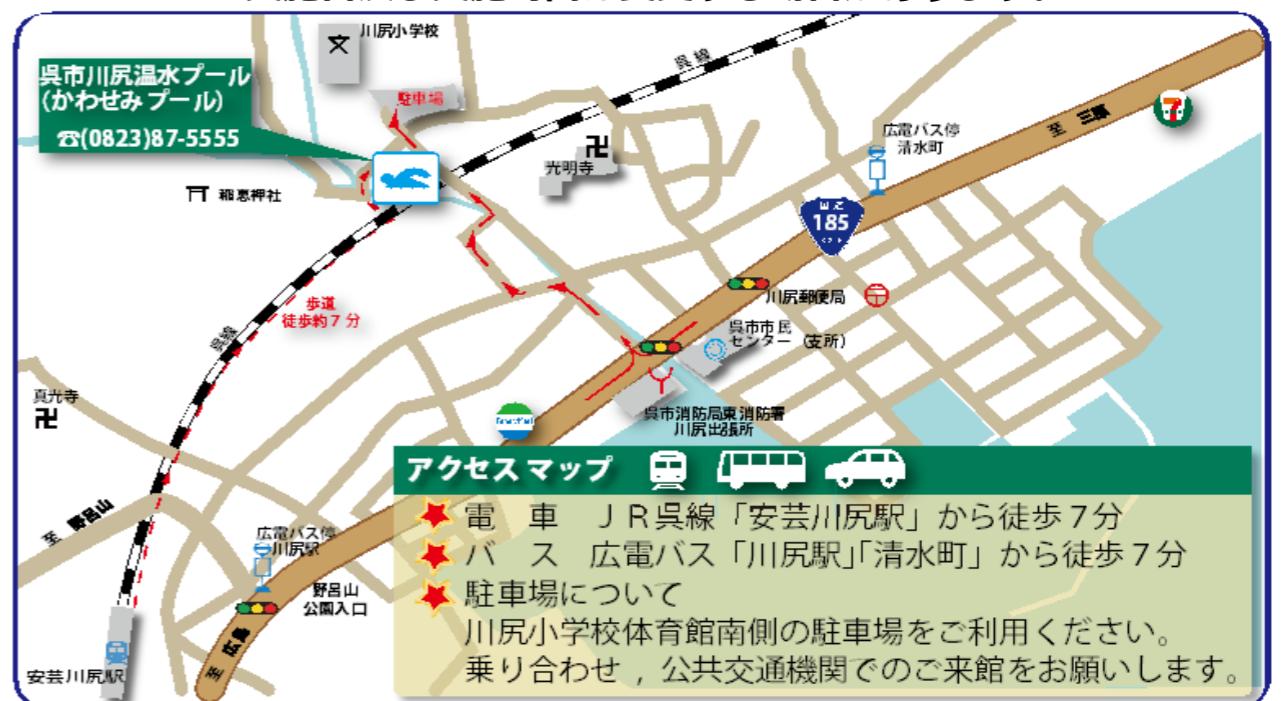 川尻小学校
呉市川尻温水プール
(かわせみプール)
☎(0823)87-5555
駐車場
呉線
至 三原
7
広電バス停
清水町
光明寺
稲恵神社
国道
185
歩道
徒歩約7分
呉線
川尻郵便局
呉市市民
センター（支所）
真光寺
呉市消防局東消防署
川尻出張所
アクセスマップ
電　車　ＪＲ呉線「安芸川尻駅」から徒歩７分
バ　ス　広電バス「川尻駅」「清水町」から徒歩７分
駐車場について
川尻小学校体育館南側の駐車場をご利用ください。
乗り合わせ，公共交通機関でのご来館をお願いします。
至 野呂山
広電バス停
川尻駅
野呂山
公園入口
至 広島
安芸川尻駅